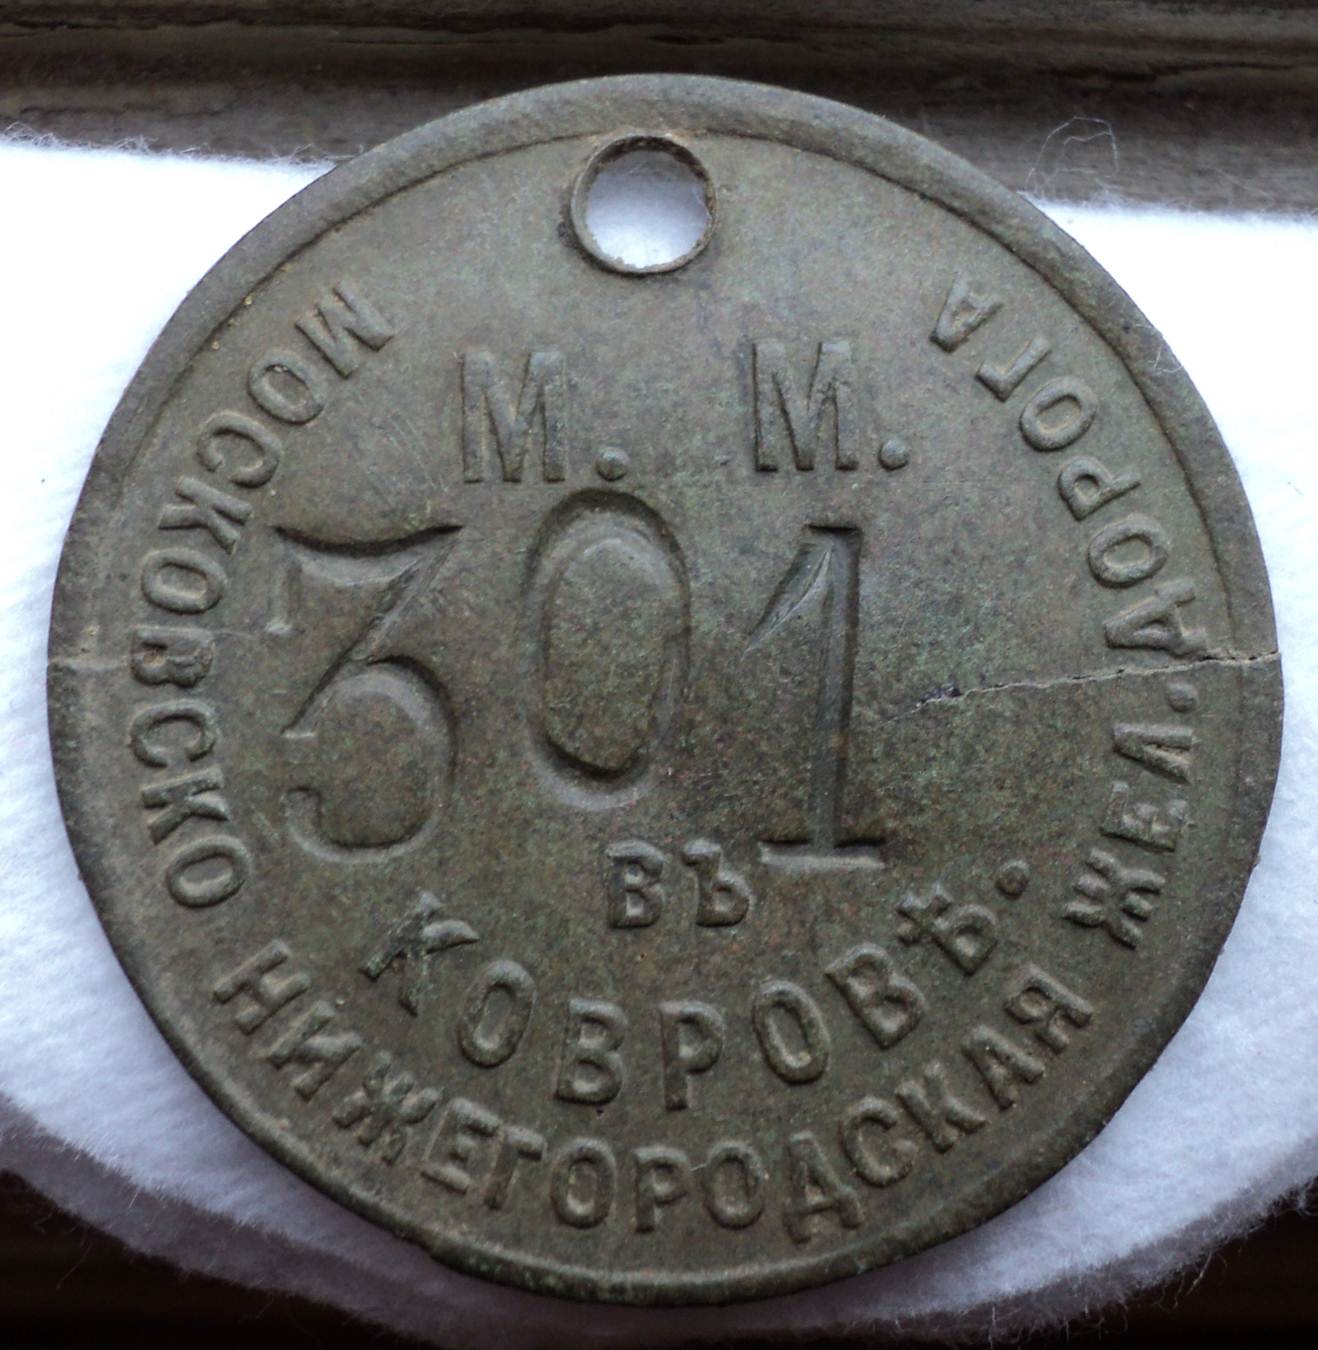 МОСКОВСКО НИЖЕГОРОДСКАЯ ЖЕЛ. ДОРОГА
М. М.
301
ВЪ
КОВРОВѢ.